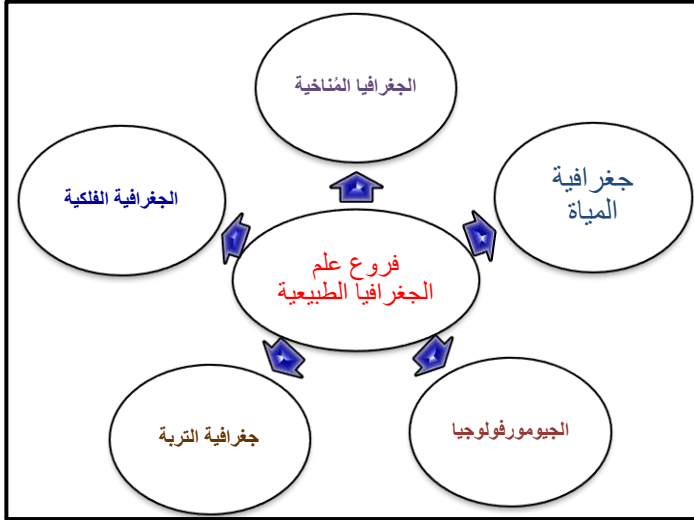 الجغرافيا المُناخية
جغرافية
المياة
الجغرافية الفلكية
فروع علم
الجغرافيا الطبيعية
الجيومورفولوجيا
جغرافية التربة